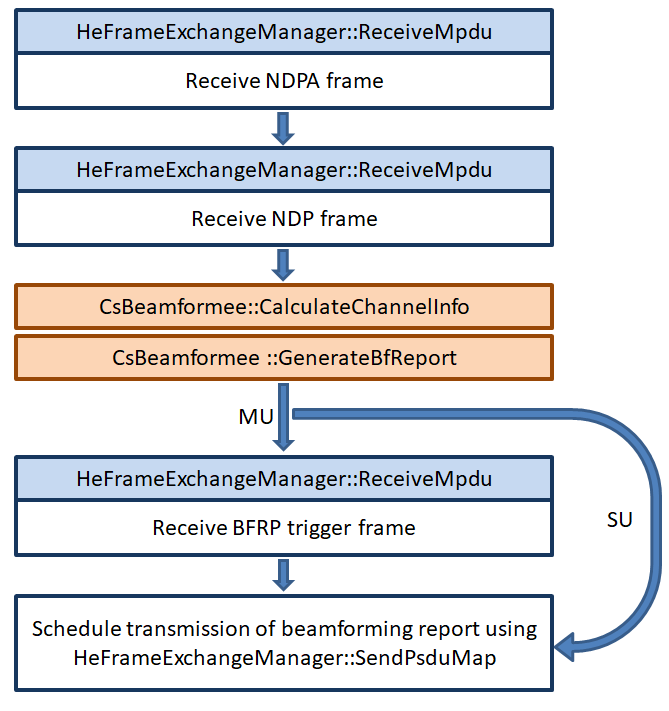 HeFrameExchangeManager::ReceiveMpdu
Receive NDPA frame
HeFrameExchangeManager::ReceiveMpdu
Receive NDP frame
CsBeamformee::CalculateChannelInfo
CsBeamformee ::GenerateBfReport
MU
HeFrameExchangeManager::ReceiveMpdu
Receive BFRP trigger frame
SU
Schedule transmission of beamforming report using
HeFrameExchangeManager::SendPsduMap